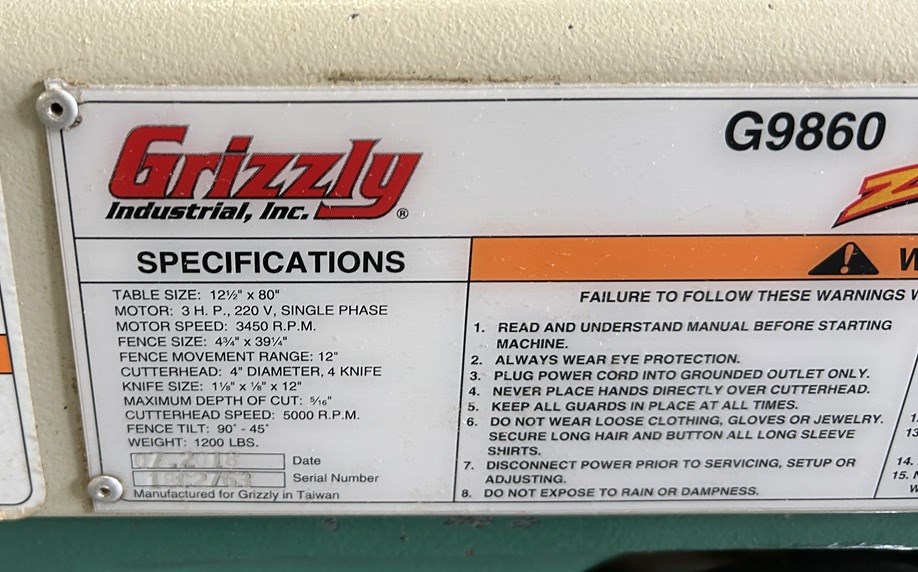 Grizzly
Industrial, Inc. ®
G9860
SPECIFICATIONS
TABLE SIZE: 12½" x 80"
MOTOR: 3 H. P., 220 V, SINGLE PHASE
MOTOR SPEED: 3450 R.P.M.
FENCE SIZE: 4¾" x 39¼"
FENCE MOVEMENT RANGE: 12"
CUTTERHEAD: 4" DIAMETER, 4 KNIFE
KNIFE SIZE: 1⅛" x ⅛" x 12"
MAXIMUM DEPTH OF CUT: 5/16"
CUTTERHEAD SPEED: 5000 R.P.M.
FENCE TILT: 90° - 45°
WEIGHT: 1200 LBS.
Date
Serial Number
Manufactured for Grizzly in Taiwan
FAILURE TO FOLLOW THESE WARNINGS
1. READ AND UNDERSTAND MANUAL BEFORE STARTING
MACHINE.
2. ALWAYS WEAR EYE PROTECTION.
3. PLUG POWER CORD INTO GROUNDED OUTLET ONLY.
4. NEVER PLACE HANDS DIRECTLY OVER CUTTERHEAD.
5. KEEP ALL GUARDS IN PLACE AT ALL TIMES.
6. DO NOT WEAR LOOSE CLOTHING, GLOVES OR JEWELRY.
SECURE LONG HAIR AND BUTTON ALL LONG SLEEVE
SHIRTS.
7. DISCONNECT POWER PRIOR TO SERVICING, SETUP OR
ADJUSTING.
8. DO NOT EXPOSE TO RAIN OR DAMPNESS.
14.
15.